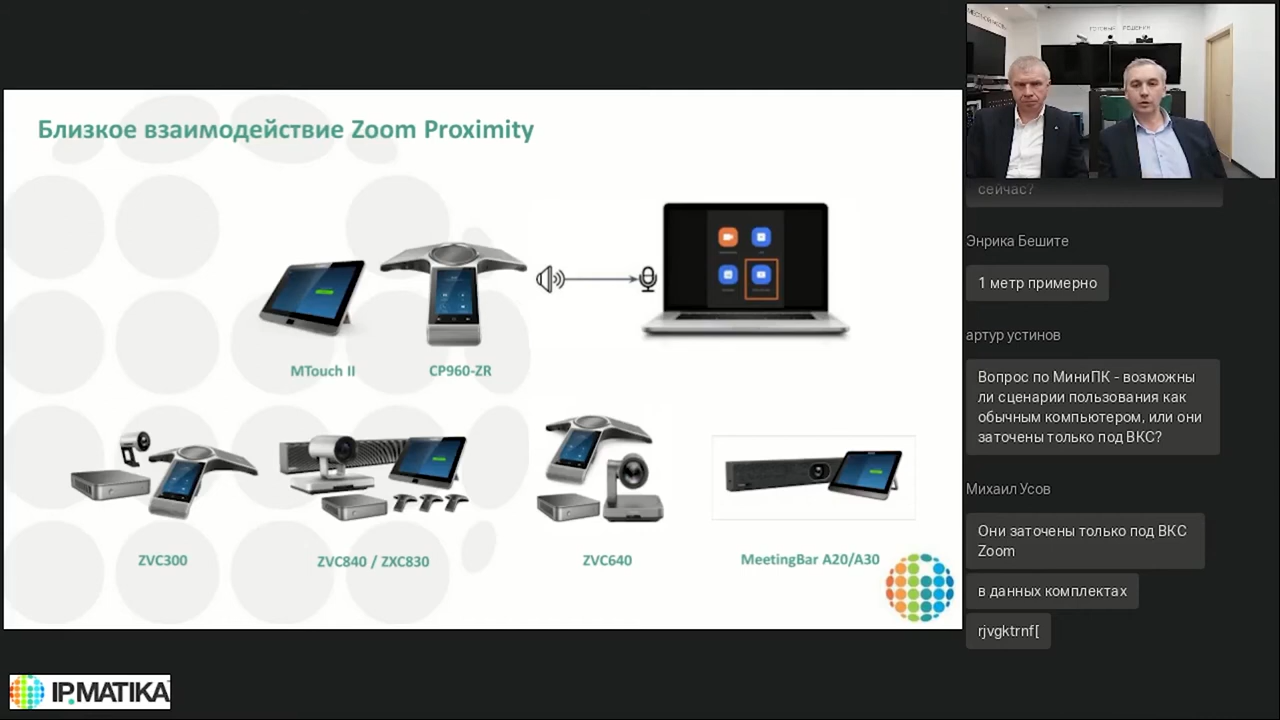 Близкое взаимодействие Zoom Proximity
MTouch II
CP960-ZR
ZVC300
ZVC840 / ZXC830
ZVC640
MeetingBar A20/A30
IPMATIKA
сейчас?
Энрика Бешите
1 метр примерно
артур устинов
Вопрос по МиниПК - возможны
ли сценарии пользования как
обычным компьютером, или они
заточены только под ВКС?
Михаил Усов
Они заточены только под ВКС
Zoom
в данных комплектах
rjvgktrnf[